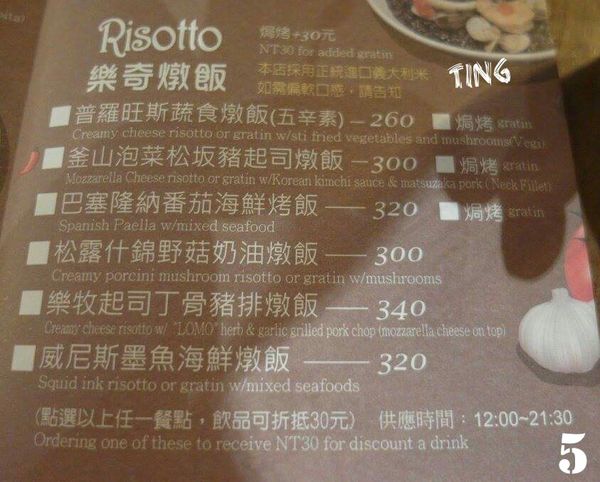 Risotto
樂奇燉飯
焗烤+30元
NT30 for added gratin
本店採用正統進口義大利米
如需偏軟口感，請告知
TING
普羅旺斯蔬食燉飯(五辛素) — 260 焗烤 gratin
Creamy cheese risotto or gratin w/sti fried vegetables and mushrooms(Vega)
釜山泡菜松坂豬起司燉飯 — 300 焗烤 gratin
Mozzarella Cheese risotto or gratin w/Korean kimchi sauce & matsuzaka pork ( Neck Fillet)
巴塞隆納番茄海鮮烤飯 — 320 焗烤 gratin
Spanish Paella w/mixed seafood
松露什錦野菇奶油燉飯 — 300
Creamy porcini mushroom risotto or gratin w/mushrooms
樂牧起司丁骨豬排燉飯 — 340
Creamy cheese risotto w/ "LOMO" herb & garlic grilled pork chop (mozzarella cheese on top)
威尼斯墨魚海鮮燉飯 — 320
Squid ink risotto or gratin w/mixed seafoods
(點選以上任一餐點，飲品可折抵30元) 供應時間：12:00~21:30
Ordering one of these to receive NT30 for discount a drink
5